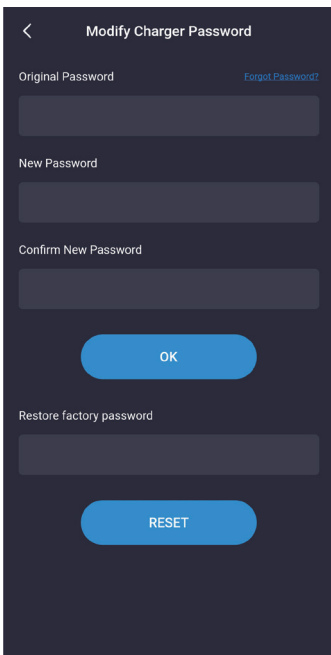 Modify Charger Password
Original Password Forgot Password?
New Password
Confirm New Password
OK
Restore factory password
RESET